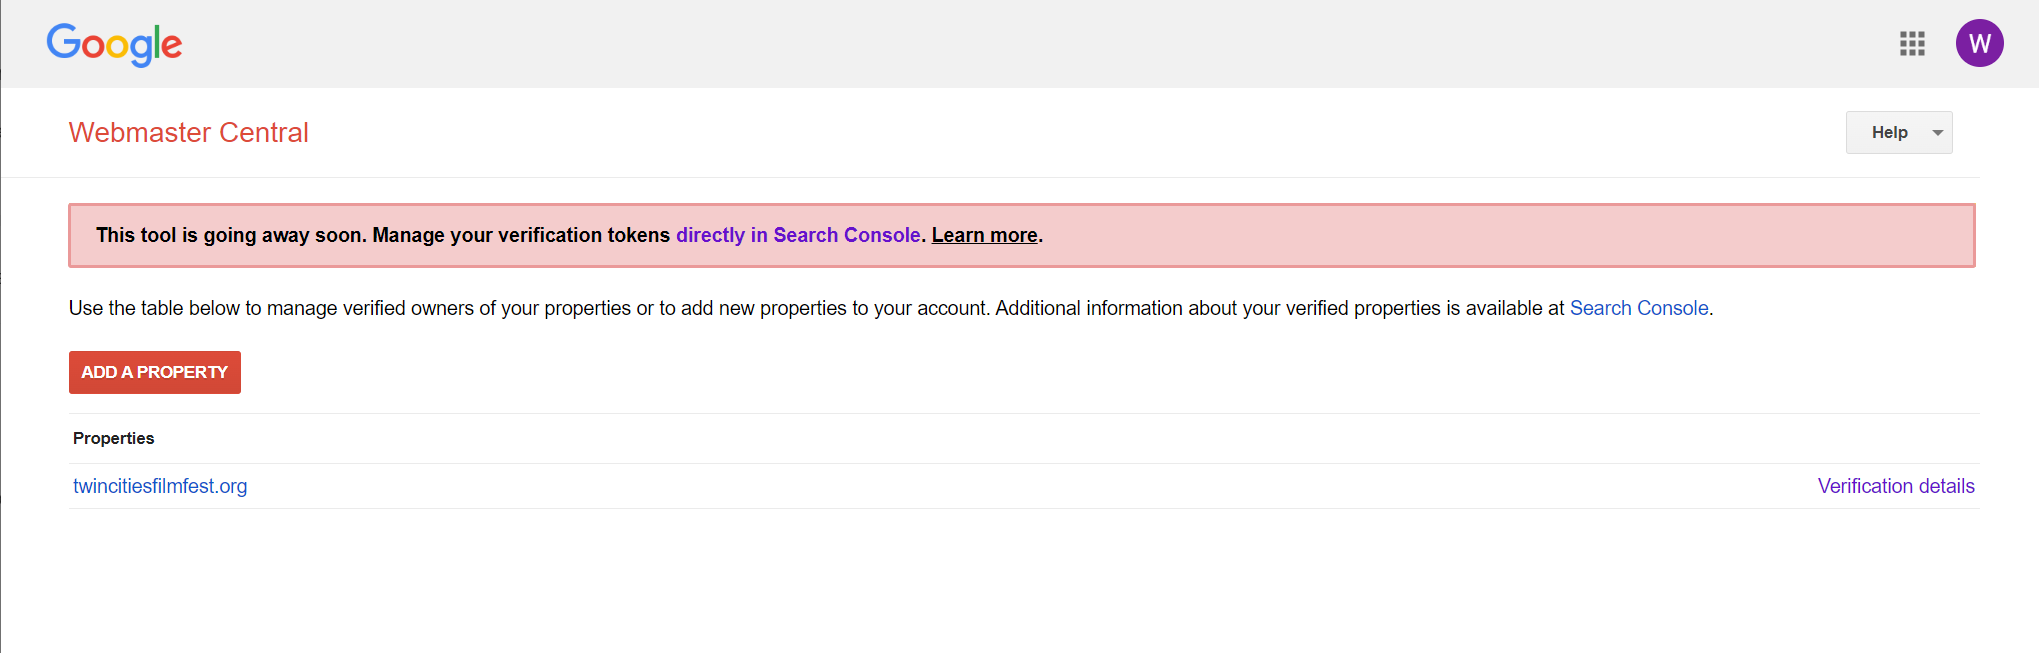 Google
W
Webmaster Central
Help
This tool is going away soon. Manage your verification tokens directly in Search Console. Learn more.
Use the table below to manage verified owners of your properties or to add new properties to your account. Additional information about your verified properties is available at Search Console.
ADD A PROPERTY
Properties
twincitiesfilmfest.org
Verification details